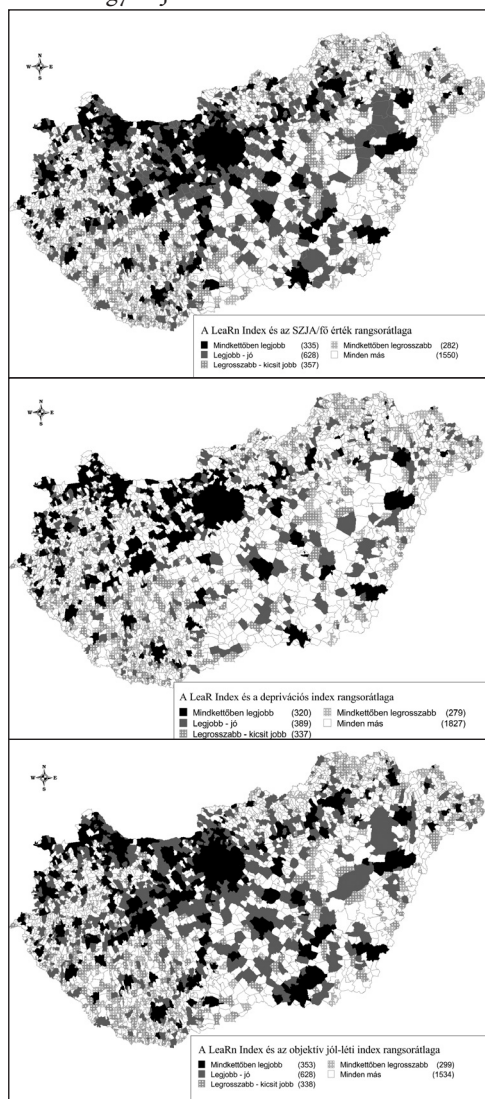 N
W E
S
A LeaRn Index és az SZJA/fő érték rangsorátlaga
Mindkettőben legjobb (335) Mindkettőben legrosszabb (282)
Legjobb - jó (628) Minden más (1550)
Legrosszabb - kicsit jobb (357)
N
W E
S
A LeaR Index és a deprivációs index rangsorátlaga
Mindkettőben legjobb (320) Mindkettőben legrosszabb (279)
Legjobb - jó (389) Minden más (1827)
Legrosszabb - kicsit jobb (337)
N
W E
S
A LeaRn Index és az objektív jól-léti index rangsorátlaga
Mindkettőben legjobb (353) Mindkettőben legrosszabb (299)
Legjobb - jó (628) Minden más (1534)
Legrosszabb - kicsit jobb (338)